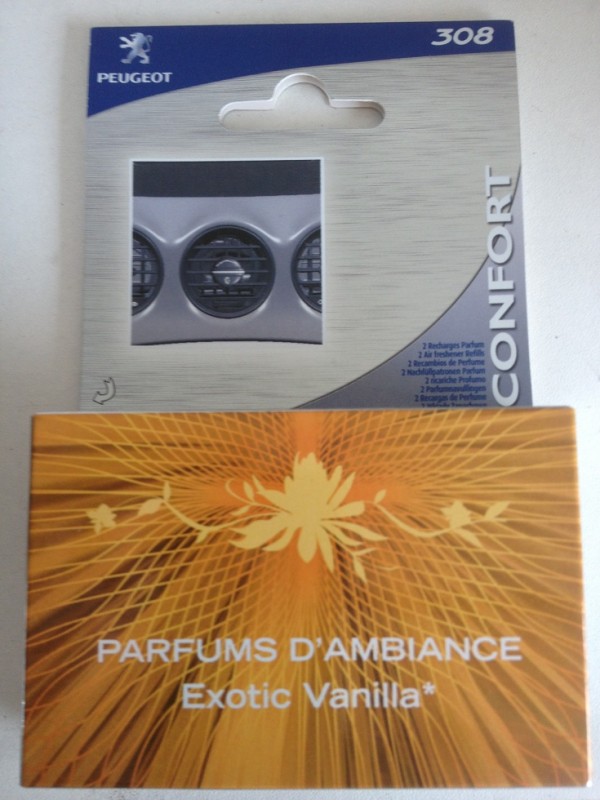 PEUGEOT
308
CONFORT
2 Recharges Parfum
2 Air freshener Refills
2 Recambios de Perfume
2 Nachfüllpatronen Parfum
2 ricariche Profumo
2 Parfumnavullingen
2 Recargas de Perfume
PARFUMS D'AMBIANCE
Exotic Vanilla*